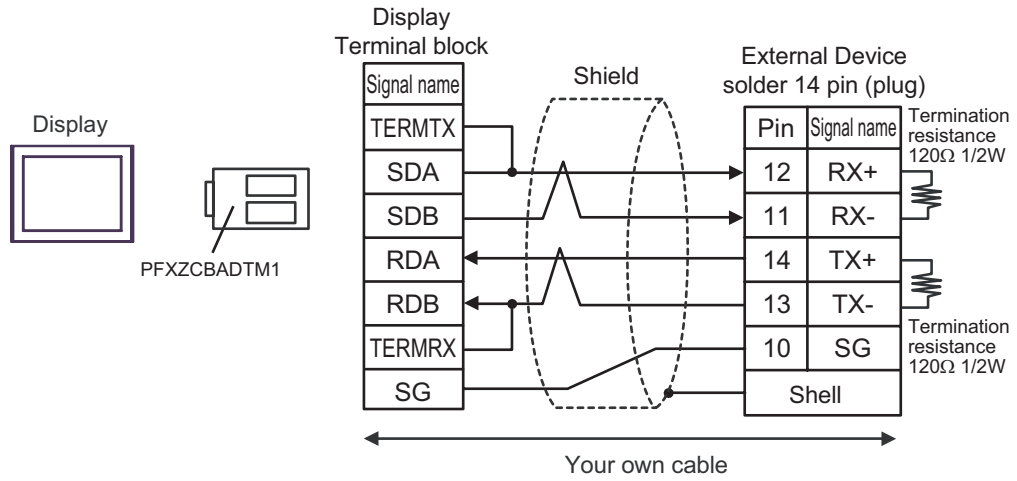 Display
Terminal block
Signal name
TERMTX
SDA
SDB
RDA
RDB
TERMRX
SG
Display
PFXZCBADTM1
Shield
External Device
solder 14 pin (plug)
Pin Signal name
12 RX+
11 RX-
14 TX+
13 TX-
10 SG
Shell
Termination
resistance
120Ω 1/2W
Termination
resistance
120Ω 1/2W
Your own cable